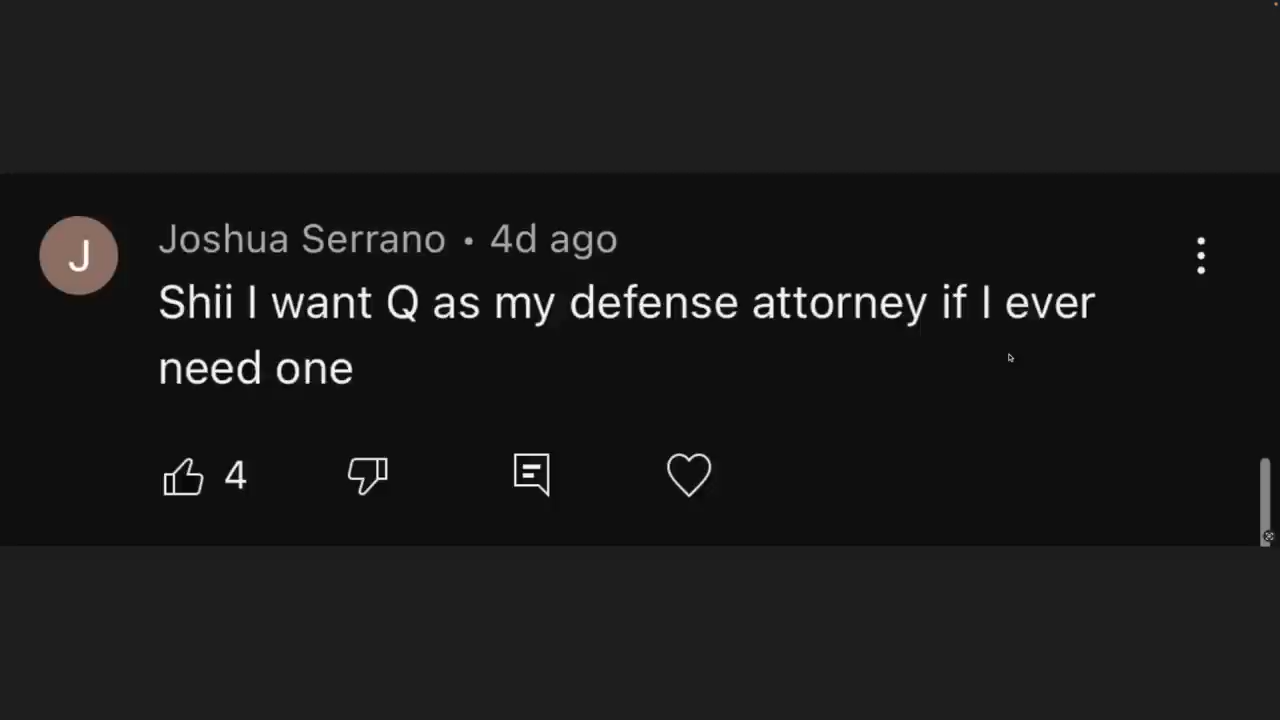 J
Joshua Serrano • 4d ago
Shii I want Q as my defense attorney if I ever
need one
4